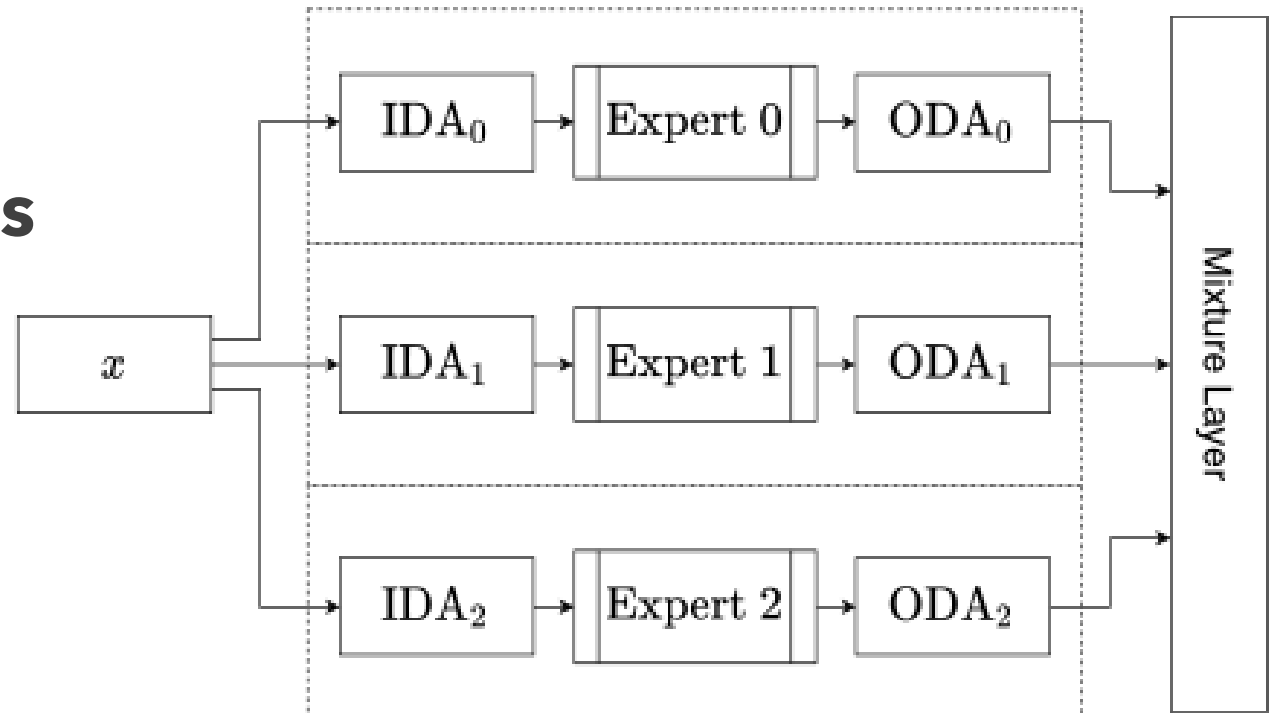 IDA₀ Expert 0 ODA₀
s
x IDA₁ Expert 1 ODA₁
Mixture Layer
IDA₂ Expert 2 ODA₂